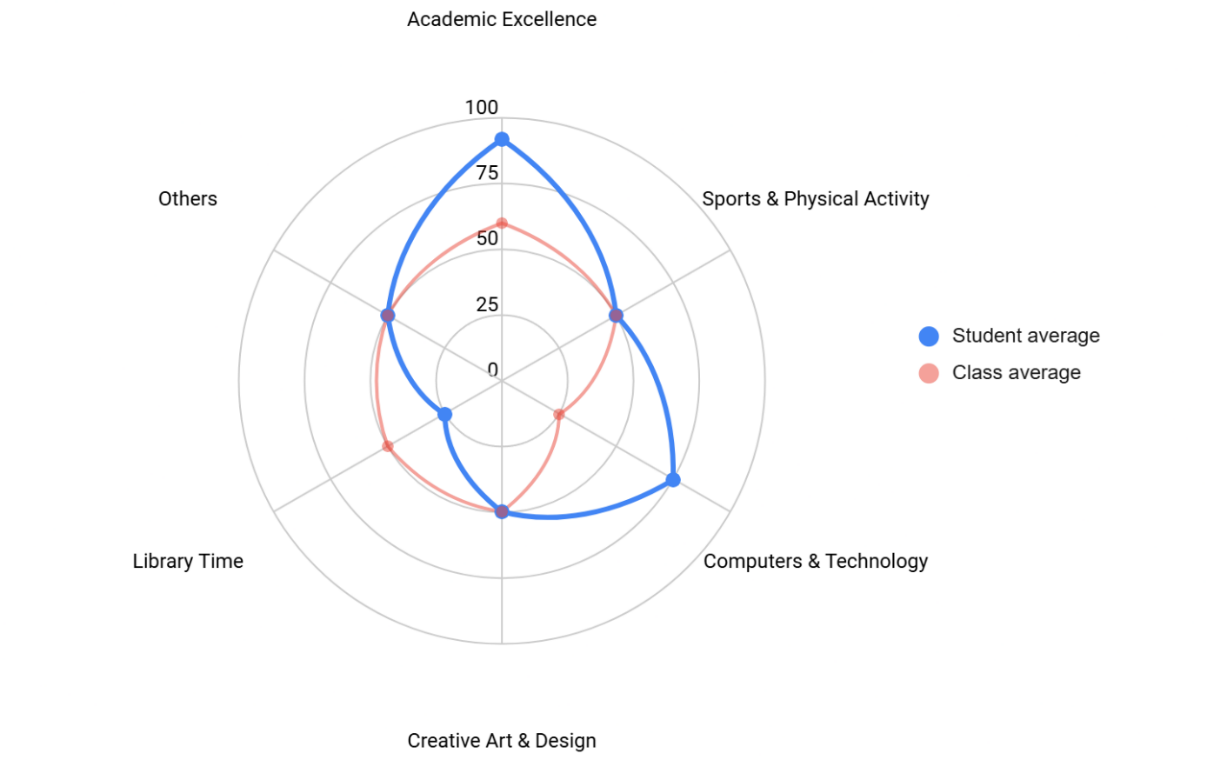 Academic Excellence
100
75
50
25
0
Others
Sports & Physical Activity
Student average
Class average
Library Time
Computers & Technology
Creative Art & Design